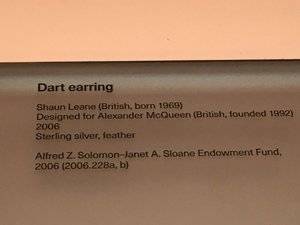 Dart earring
Shaun Leane (British, born 1969)
Designed for Alexander McQueen (British, founded 1992)
2006
Sterling silver, feather
Alfred Z. Solomon–Janet A. Sloane Endowment Fund,
2006 (2006.228a, b)